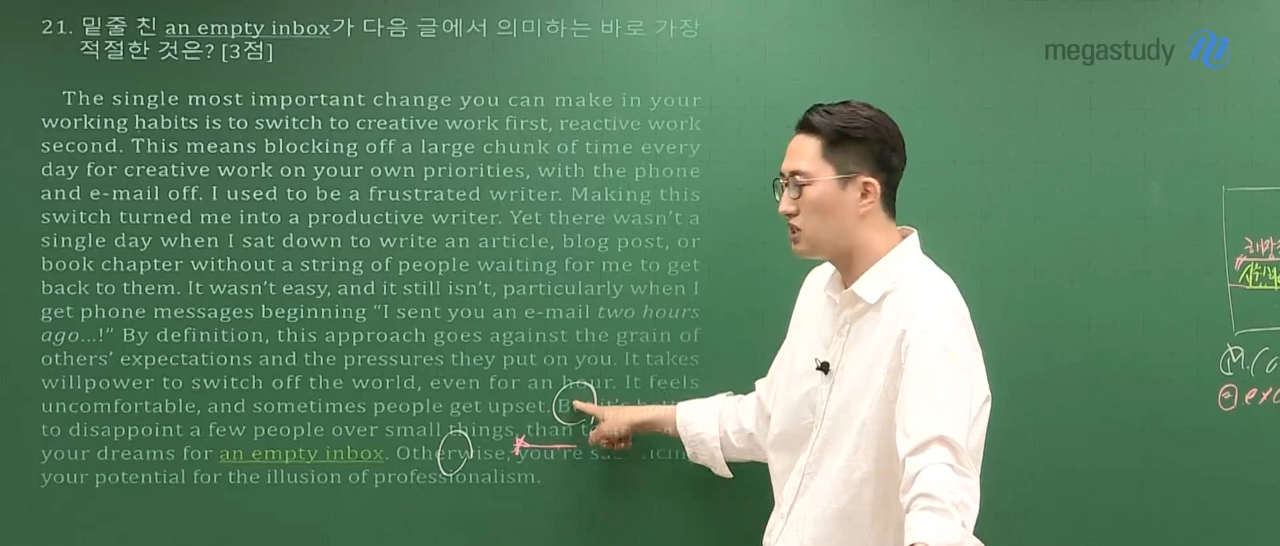 21. 밑줄 친 an empty inbox가 다음 글에서 의미하는 바로 가장
적절한 것은? [3점]
megastudy
The single most important change you can make in your
working habits is to switch to creative work first, reactive work
second. This means blocking off a large chunk of time every
day for creative work on your own priorities, with the phone
and e-mail off. I used to be a frustrated writer. Making this
switch turned me into a productive writer. Yet there wasn't a
single day when I sat down to write an article, blog post, or
book chapter without a string of people waiting for me to get
back to them. It wasn't easy, and it still isn't, particularly when I
get phone messages beginning “I sent you an e-mail two hours
ago...!” By definition, this approach goes against the grain of
others' expectations and the pressures they put on you. It takes
willpower to switch off the world, even for an hour. It feels
uncomfortable, and sometimes people get upset. it's
to disappoint a few people over small things, than
your dreams for an empty inbox. Otherwise, you're
your potential for the illusion of professionalism.